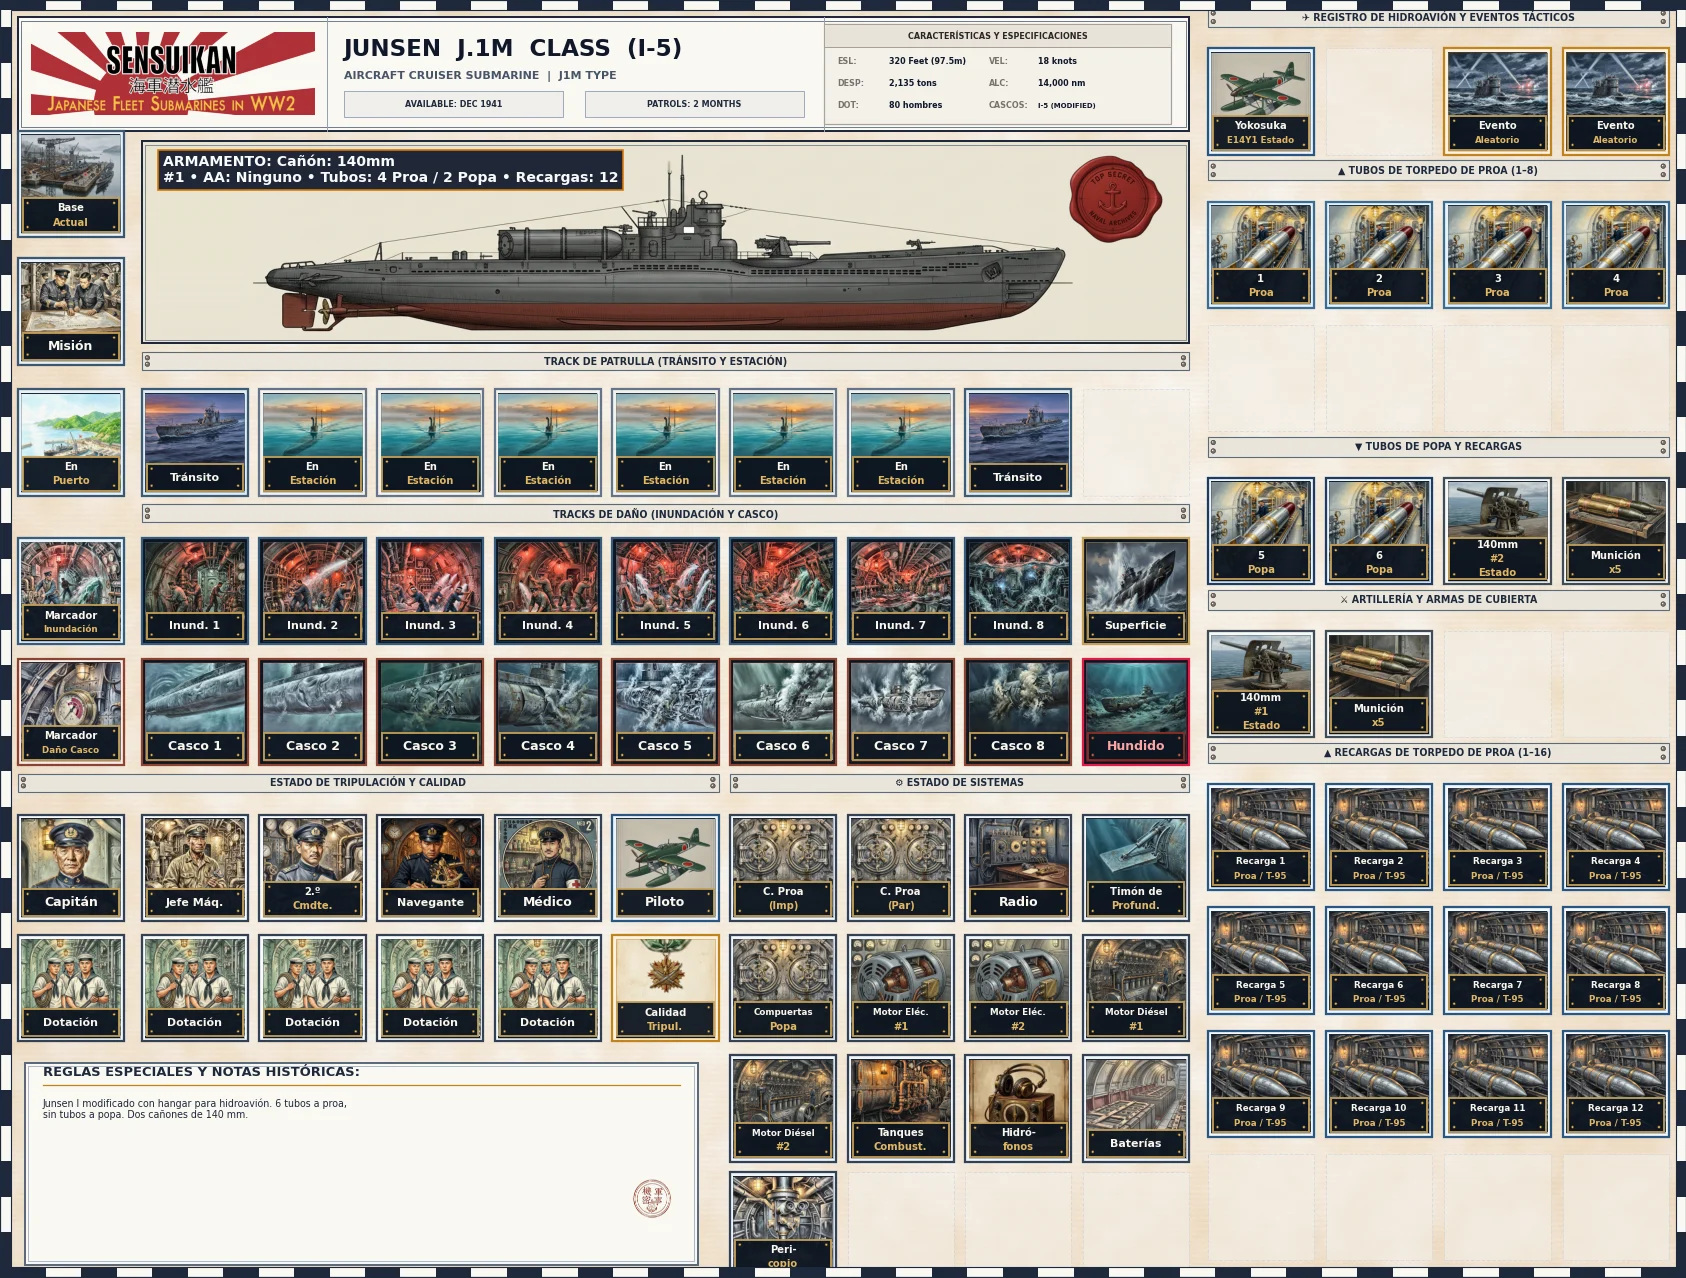 SENSUIKAN
海軍潜水艦
JAPANESE FLEET SUBMARINES IN WW2
JUNSEN J.1M CLASS (I-5)
AIRCRAFT CRUISER SUBMARINE | J1M TYPE
AVAILABLE: DEC 1941
PATROLS: 2 MONTHS
CARACTERÍSTICAS Y ESPECIFICACIONES
ESL: 320 Feet (97.5m) VEL: 18 knots
DESP: 2,135 tons ALC: 14,000 nm
DOT: 80 hombres CASCOS: I-5 (MODIFIED)
Base
Actual
Misión
ARMAMENTO: Cañón: 140mm
#1 • AA: Ninguno • Tubos: 4 Proa / 2 Popa • Recargas: 12
TOP SECRET
NAVAL ARCHIVES
TRACK DE PATRULLA (TRÁNSITO Y ESTACIÓN)
En
Puerto
Tránsito
En
Estación
En
Estación
En
Estación
En
Estación
En
Estación
En
Estación
Tránsito
TRACKS DE DAÑO (INUNDACIÓN Y CASCO)
Marcador
Inundación
Inund. 1
Inund. 2
Inund. 3
Inund. 4
Inund. 5
Inund. 6
Inund. 7
Inund. 8
Superficie
Marcador
Daño Casco
Casco 1
Casco 2
Casco 3
Casco 4
Casco 5
Casco 6
Casco 7
Casco 8
Hundido
ESTADO DE TRIPULACIÓN Y CALIDAD
Capitán
Jefe Máq.
2.º
Cmdte.
Navegante
2
Médico
Piloto
Dotación
Dotación
Dotación
Dotación
Dotación
Calidad
Tripul.
⚙ ESTADO DE SISTEMAS
C. Proa
(Imp)
C. Proa
(Par)
Radio
Timón de
Profund.
Compuertas
Popa
Motor Eléc.
#1
Motor Eléc.
#2
Motor Diésel
#1
Motor Diésel
#2
Tanques
Combust.
Hidró-
fonos
Baterías
Peri-
copio
REGLAS ESPECIALES Y NOTAS HISTÓRICAS:
Junsen I modificado con hangar para hidroavión. 6 tubos a proa,
sin tubos a popa. Dos cañones de 140 mm.
✈ REGISTRO DE HIDROAVIÓN Y EVENTOS TÁCTICOS
Yokosuka
E14Y1 Estado
Evento
Aleatorio
Evento
Aleatorio
▲ TUBOS DE TORPEDO DE PROA (1–8)
1
Proa
2
Proa
3
Proa
4
Proa
▼ TUBOS DE POPA Y RECARGAS
5
Popa
6
Popa
140mm
#2
Estado
Munición
x5
⚔ ARTILLERÍA Y ARMAS DE CUBIERTA
140mm
#1
Estado
Munición
x5
▲ RECARGAS DE TORPEDO DE PROA (1–16)
Recarga 1
Proa / T-95
Recarga 2
Proa / T-95
Recarga 3
Proa / T-95
Recarga 4
Proa / T-95
Recarga 5
Proa / T-95
Recarga 6
Proa / T-95
Recarga 7
Proa / T-95
Recarga 8
Proa / T-95
Recarga 9
Proa / T-95
Recarga 10
Proa / T-95
Recarga 11
Proa / T-95
Recarga 12
Proa / T-95